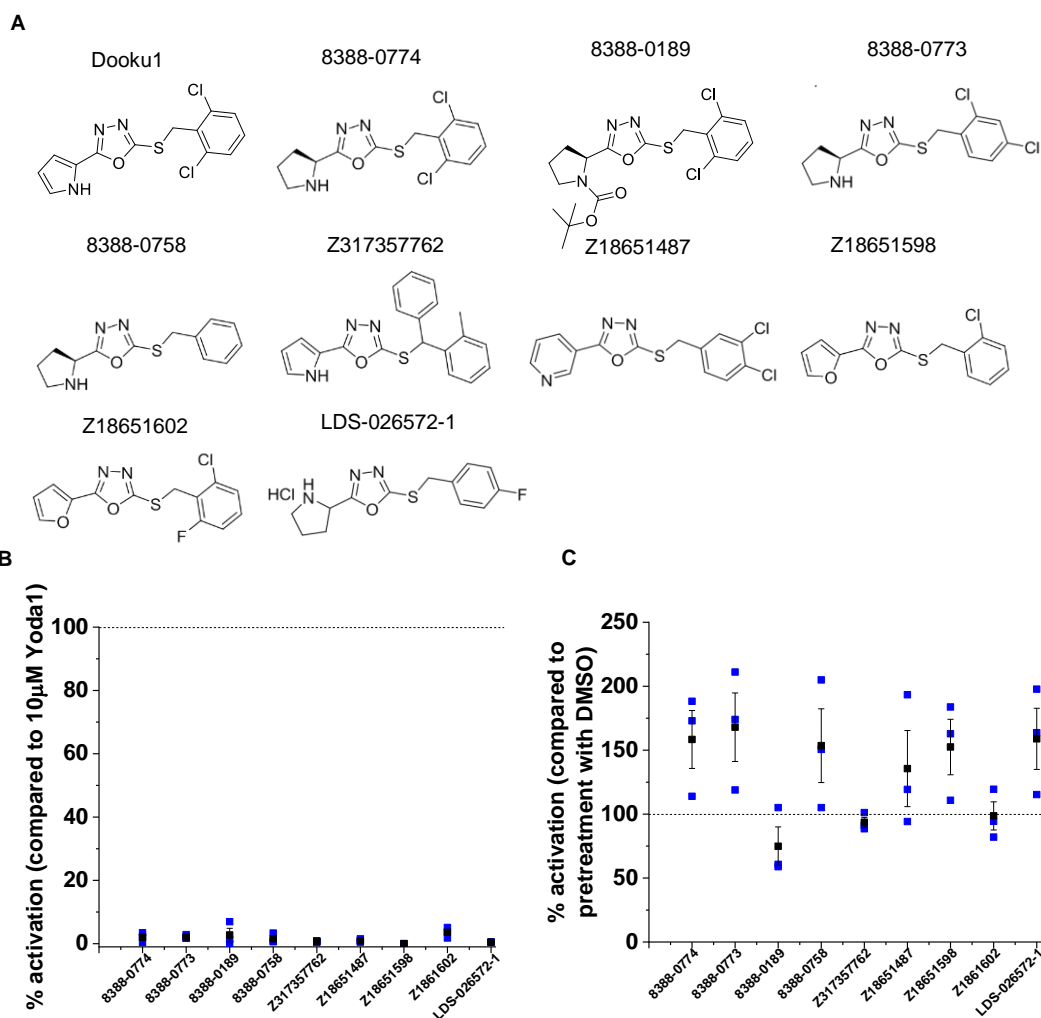 A
Dooku1
8388-0774
8388-0189
8388-0773
Cl
N N
O
S
NH
Cl
Cl
N N
O
S
NH
Cl
Cl
N N
O
S
N
O
O
Cl
Cl
N N
O
S
NH
Cl
8388-0758
Z317357762
Z18651487
Z18651598
N N
O
S
NH
N N
O
S
NH
N N
O
S
N
Cl
Cl
N N
O
S
O
Cl
Z18651602
LDS-026572-1
N N
O
S
O
Cl
F
HCl
H
N
N N
O
S
F
B
% activation (compared to 10µM Yoda1)
100
80
60
40
20
0
8388-0774
8388-0773
8388-0189
8388-0758
Z317357762
Z18651487
Z18651598
Z1861602
LDS-026572-1
C
% activation (compared to
pretreatment with DMSO)
250
200
150
100
50
0
8388-0774
8388-0773
8388-0189
8388-0758
Z317357762
Z18651487
Z18651598
Z1861602
LDS-026572-1